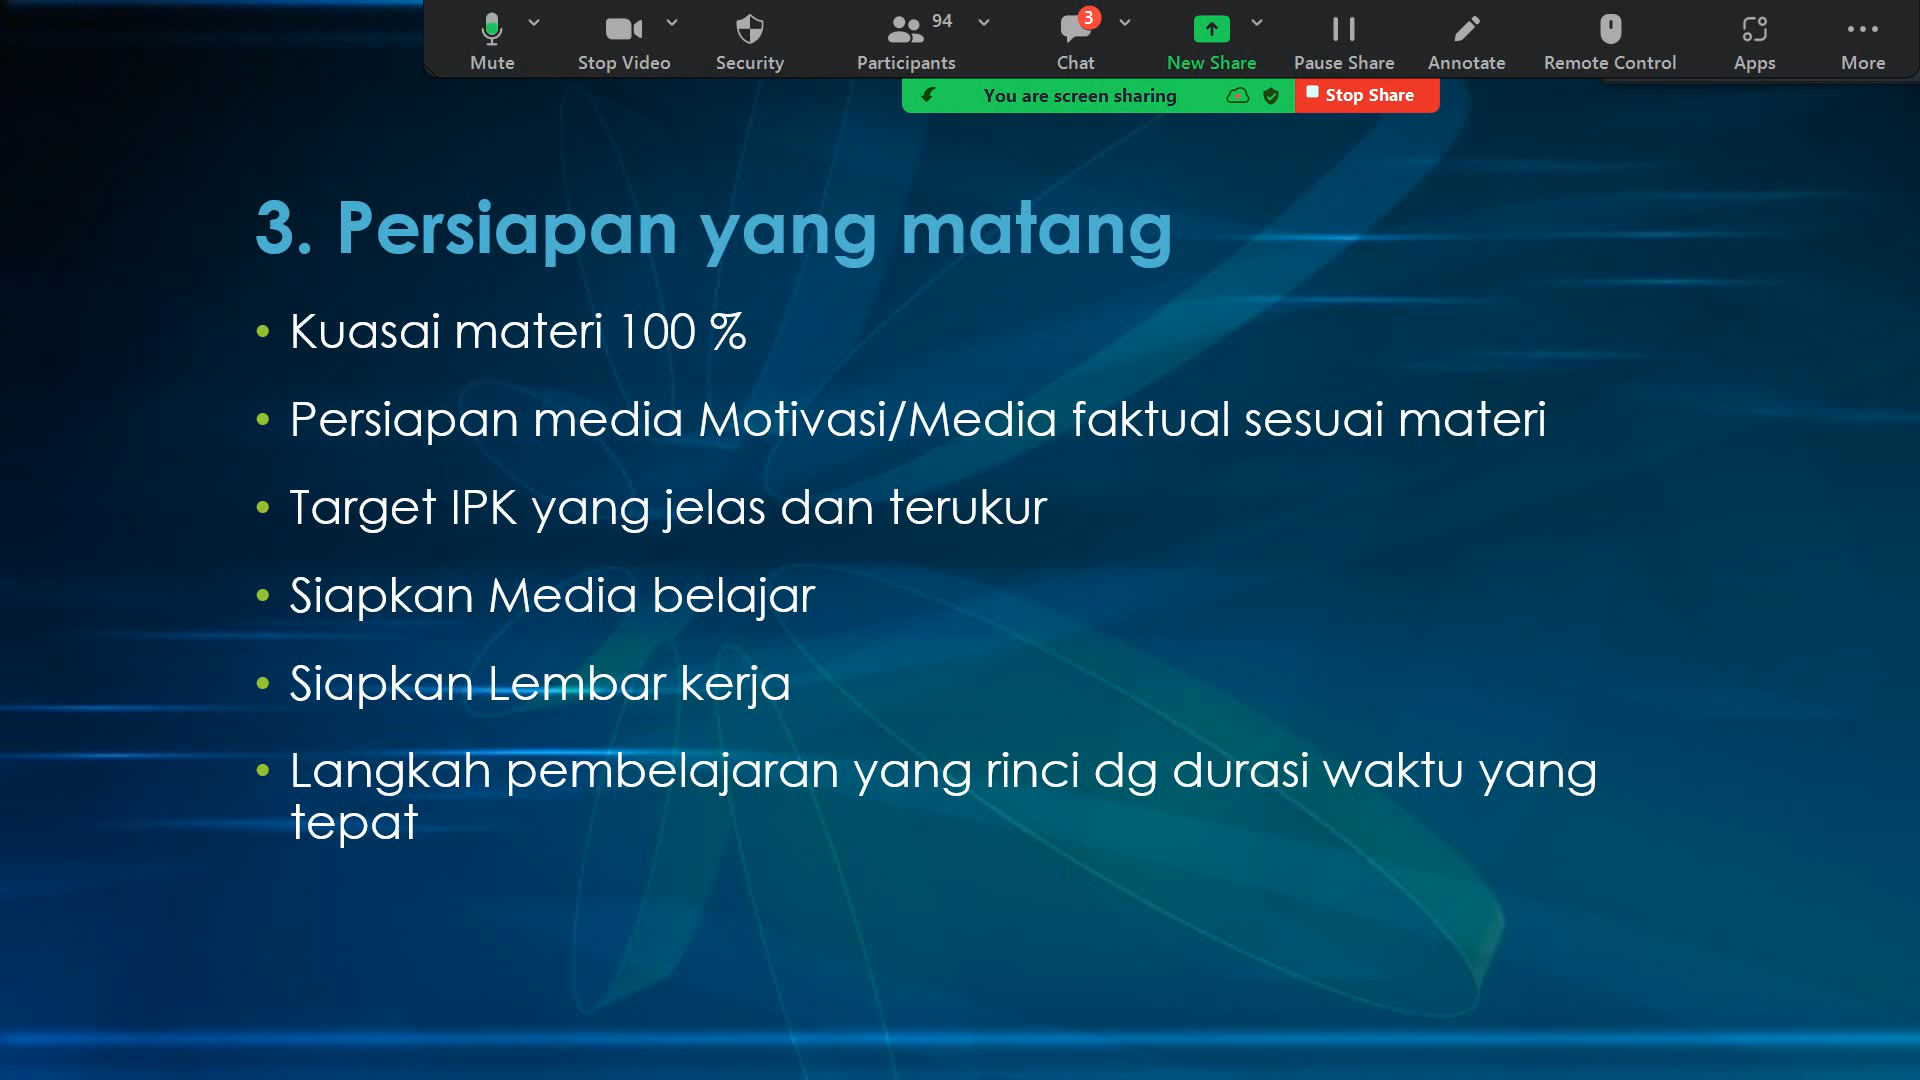 Mute
Stop Video
Security
Participants
94
Chat
3
New Share
Pause Share
Annotate
Remote Control
Apps
More
You are screen sharing
Stop Share
3. Persiapan yang matang
• Kuasai materi 100 %
• Persiapan media Motivasi/Media faktual sesuai materi
• Target IPK yang jelas dan terukur
• Siapkan Media belajar
• Siapkan Lembar kerja
• Langkah pembelajaran yang rinci dg durasi waktu yang
tepat